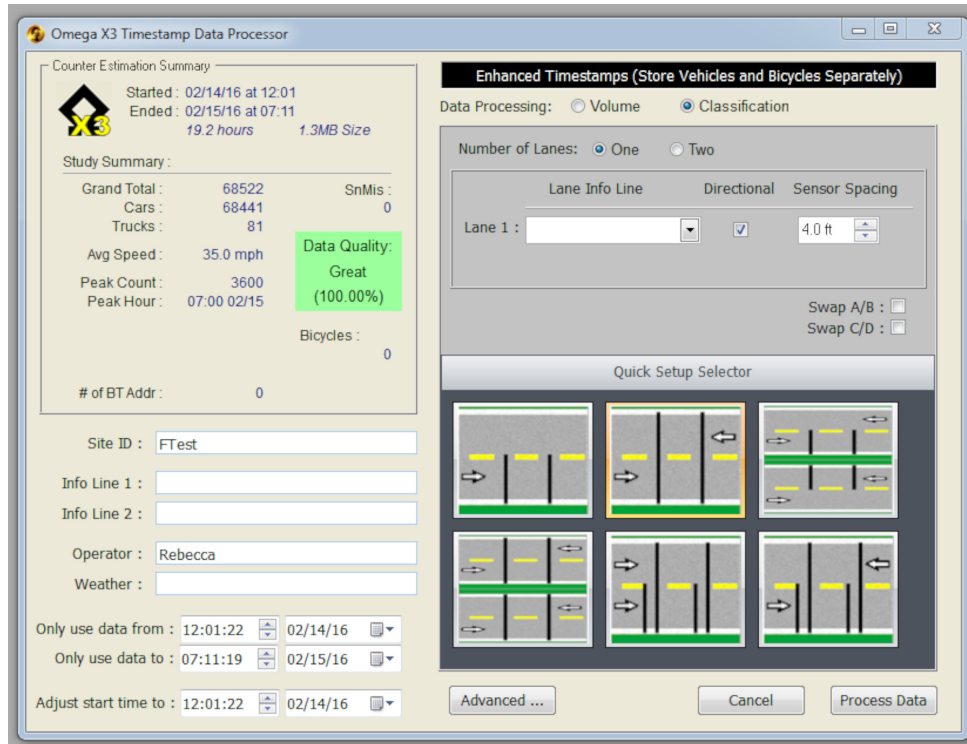 Omega X3 Timestamp Data Processor
Counter Estimation Summary
X3
Started : 02/14/16 at 12:01
Ended : 02/15/16 at 07:11
19.2 hours 1.3MB Size
Study Summary :
Grand Total : 68522 SnMis :
Cars : 68441 0
Trucks : 81
Data Quality:
Avg Speed : 35.0 mph
Great
Peak Count : 3600
(100.00%)
Peak Hour : 07:00 02/15
Bicycles :
0
# of BT Addr : 0
Site ID : FTest
Info Line 1 :
Info Line 2 :
Operator : Rebecca
Weather :
Only use data from : 12:01:22 02/14/16
Only use data to : 07:11:19 02/15/16
Adjust start time to : 12:01:22 02/14/16
Enhanced Timestamps (Store Vehicles and Bicycles Separately)
Data Processing: Volume Classification
Number of Lanes: One Two
Lane Info Line Directional Sensor Spacing
Lane 1 : 4.0 ft
Swap A/B :
Swap C/D :
Quick Setup Selector
Advanced ... Cancel Process Data